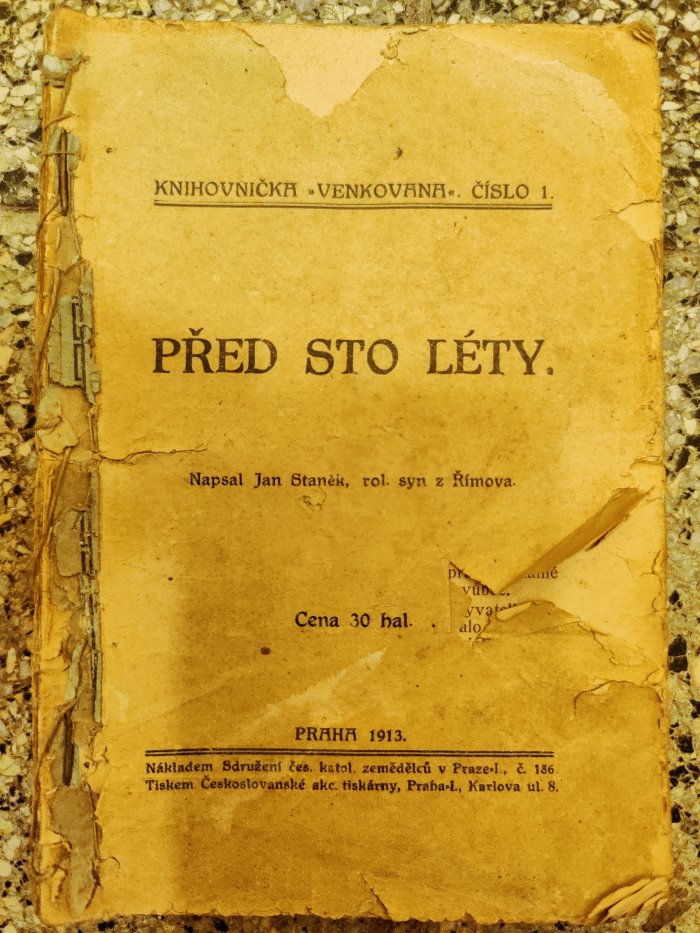 KNIHOVNIČKA »VENKOVANA«. ČÍSLO 1.
PŘED STO LÉTY.
Napsal Jan Staněk, rol. syn z Římova.
Cena 30 hal.
PRAHA 1913.
Nákladem Sdružení čes. katol. zemědělců v Praze-I., č. 186
Tiskem Československé akc. tiskárny, Praha-I., Karlova ul. 8.